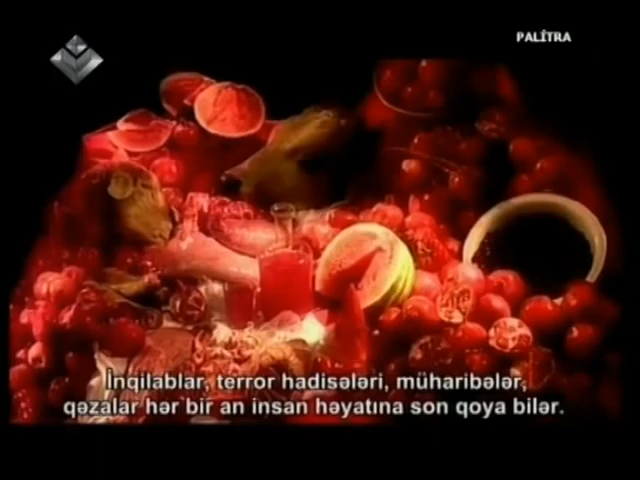 PALİTRA
İnqilablar, terror hadisələri, müharibələr,
qəzalar hər bir an insan həyatına son qoya bilər.